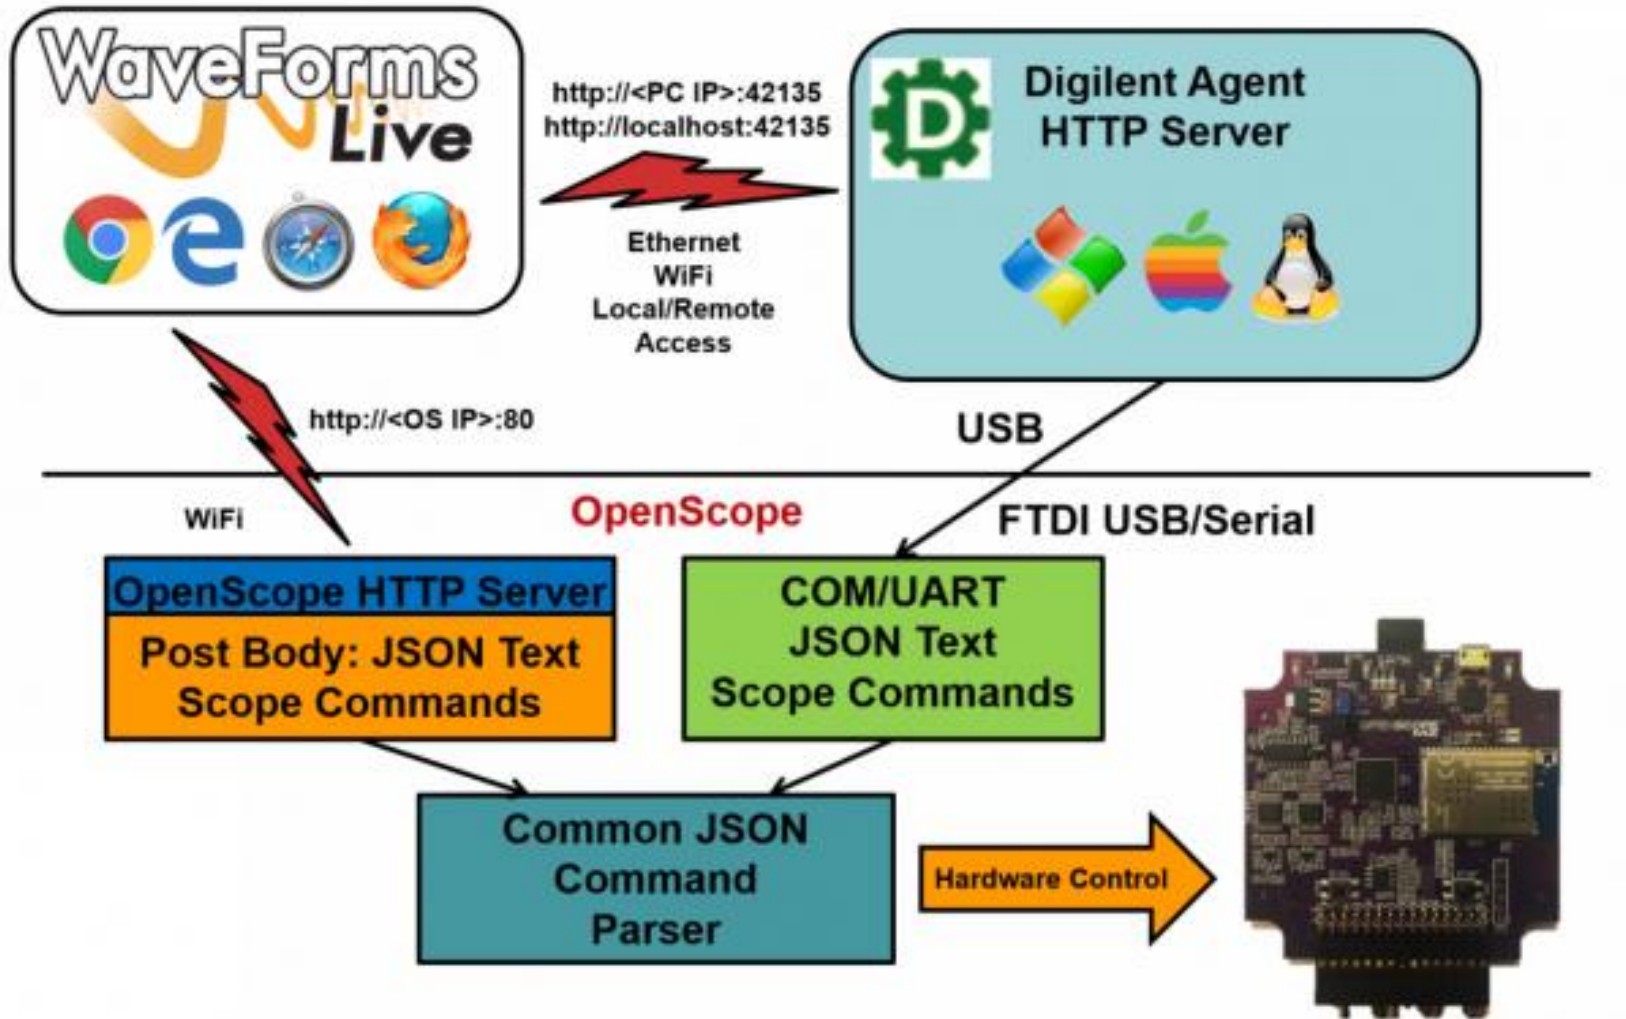 WaveForms
Live
http://<PC IP>:42135
http://localhost:42135
Ethernet
WiFi
Local/Remote
Access
D
Digilent Agent
HTTP Server
http://<OS IP>:80
USB
WiFi
OpenScope
FTDI USB/Serial
OpenScope HTTP Server
Post Body: JSON Text
Scope Commands
COM/UART
JSON Text
Scope Commands
Common JSON
Command
Parser
Hardware Control